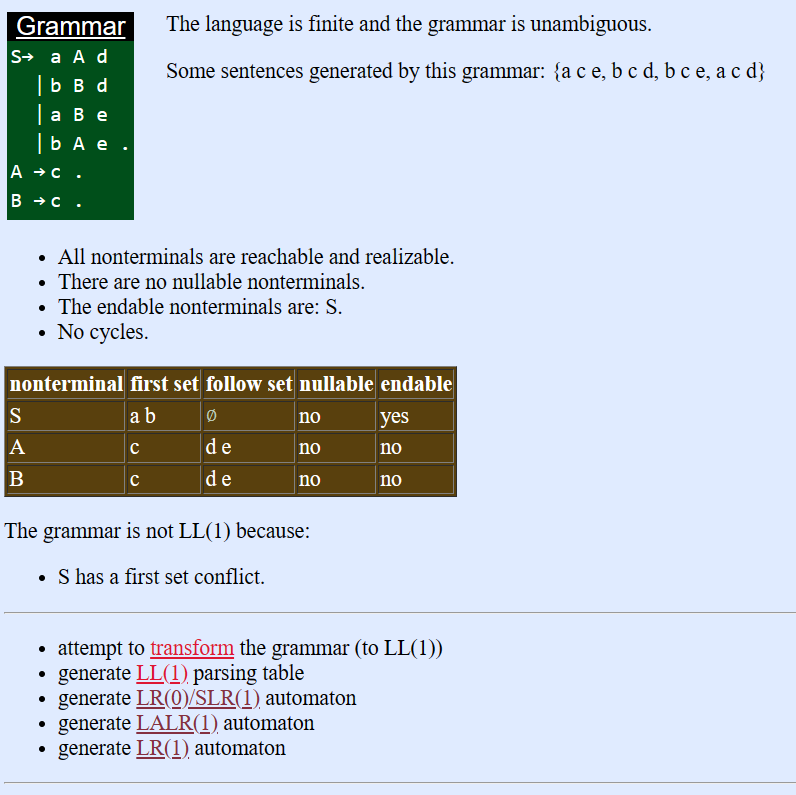 Grammar
S→ a A d
| b B d
| a B e
| b A e .
A → c .
B → c .
The language is finite and the grammar is unambiguous.
Some sentences generated by this grammar: {a c e, b c d, b c e, a c d}
• All nonterminals are reachable and realizable.
• There are no nullable nonterminals.
• The endable nonterminals are: S.
• No cycles.
nonterminal first set follow set nullable endable
S a b ∅ no yes
A c d e no no
B c d e no no
The grammar is not LL(1) because:
• S has a first set conflict.
• attempt to transform the grammar (to LL(1))
• generate LL(1) parsing table
• generate LR(0)/SLR(1) automaton
• generate LALR(1) automaton
• generate LR(1) automaton